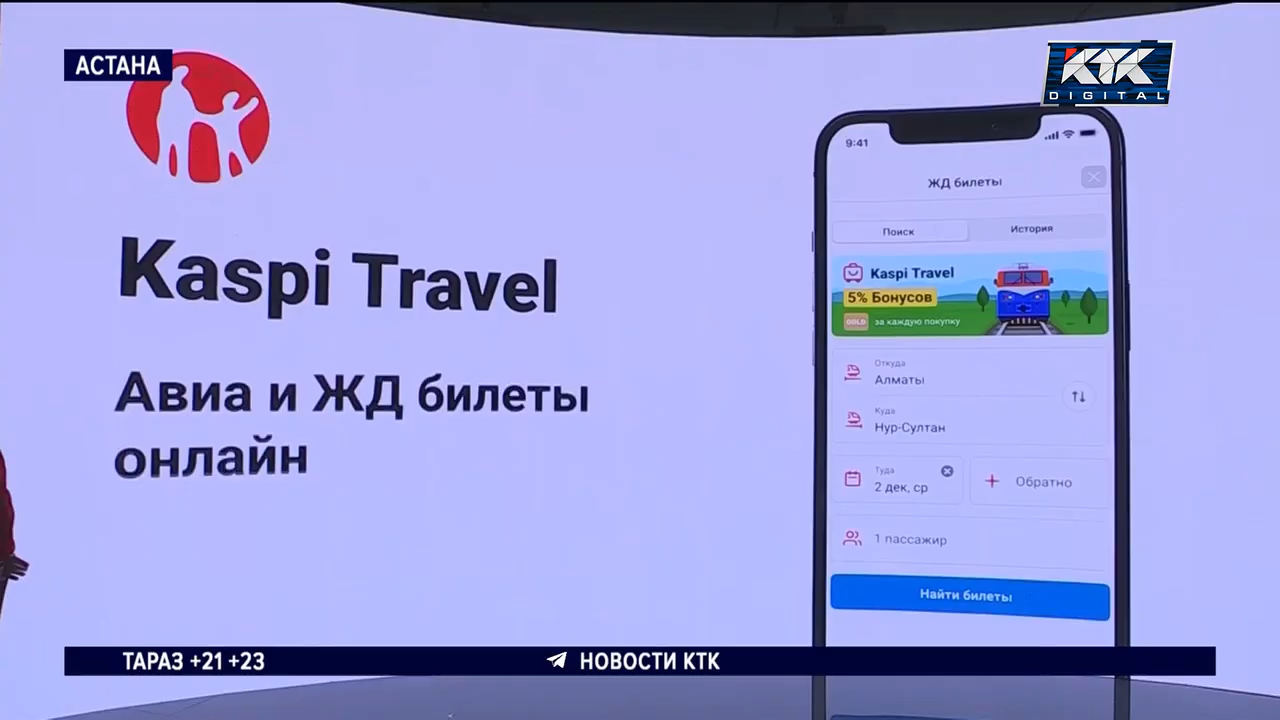 АСТАНА
КТК
DIGITAL
Kaspi Travel
Авиа и ЖД билеты
онлайн
9:41
ЖД билеты
Поиск
История
Kaspi Travel
5% Бонусов
GOLD за каждую покупку
Откуда
Алматы
Куда
Нур-Султан
Туда
2 дек, ср
Обратно
1 пассажир
Найти билеты
ТАРАЗ +21 +23
НОВОСТИ КТК